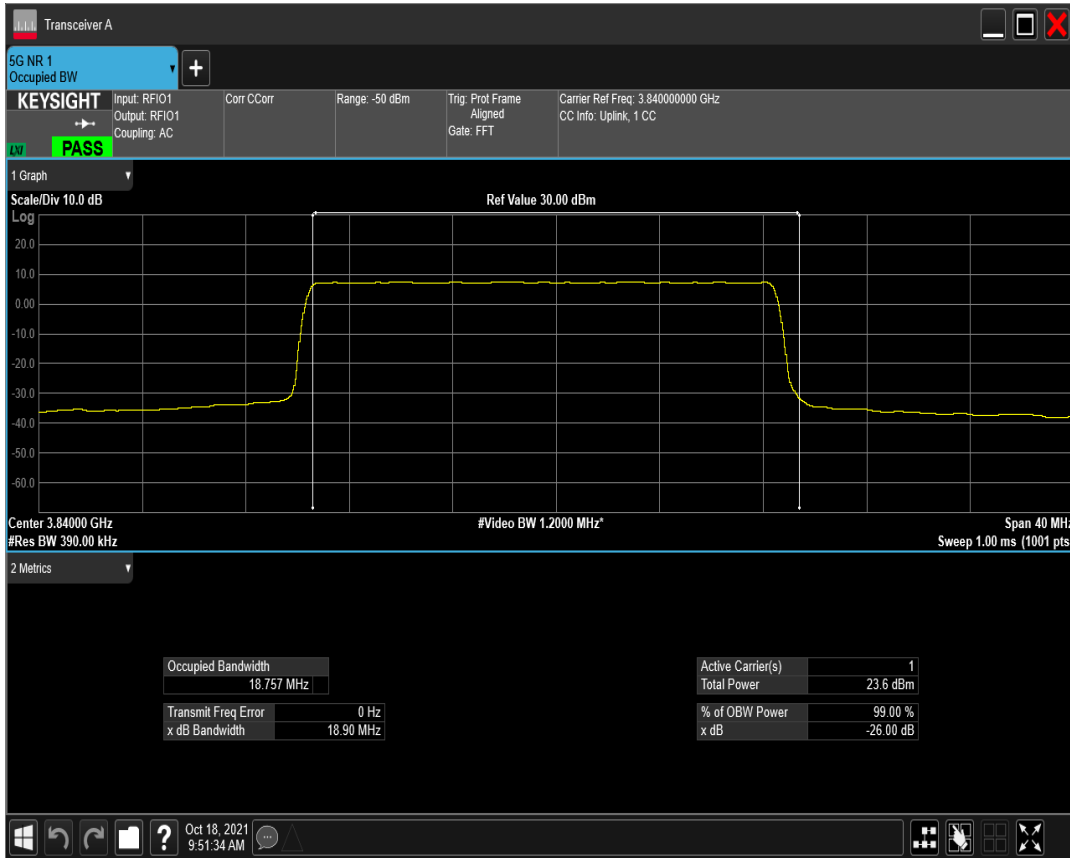 Transceiver A
5G NR 1
Occupied BW
+
KEYSIGHT Input: RFIO1 Corr CCorr Range: -50 dBm Trig: Prot Frame Carrier Ref Freq: 3.840000000 GHz
Output: RFIO1 Aligned CC Info: Uplink, 1 CC
Coupling: AC Gate: FFT
LXI PASS
1 Graph
Scale/Div 10.0 dB Ref Value 30.00 dBm
Log
20.0
10.0
0.00
-10.0
-20.0
-30.0
-40.0
-50.0
-60.0
Center 3.84000 GHz #Video BW 1.2000 MHz* Span 40 MHz
#Res BW 390.00 kHz Sweep 1.00 ms (1001 pts
2 Metrics
Occupied Bandwidth Active Carrier(s) 1
18.757 MHz Total Power 23.6 dBm
Transmit Freq Error 0 Hz % of OBW Power 99.00 %
x dB Bandwidth 18.90 MHz x dB -26.00 dB
? Oct 18, 2021
9:51:34 AM